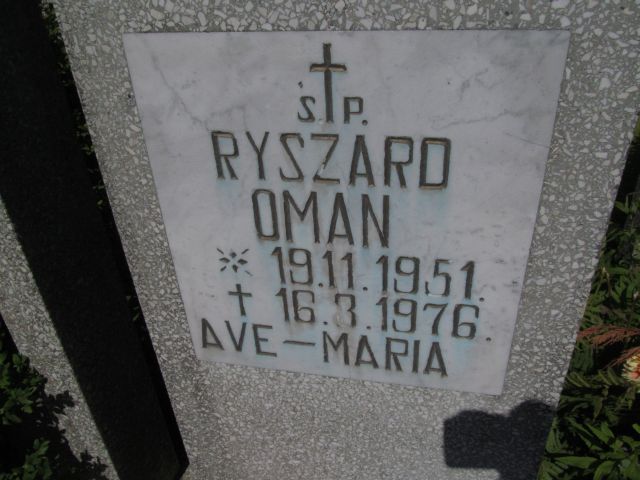 Ś.P.
RYSZARD
OMAN
* 19.11.1951.
† 16.3.1976.
AVE-MARIA